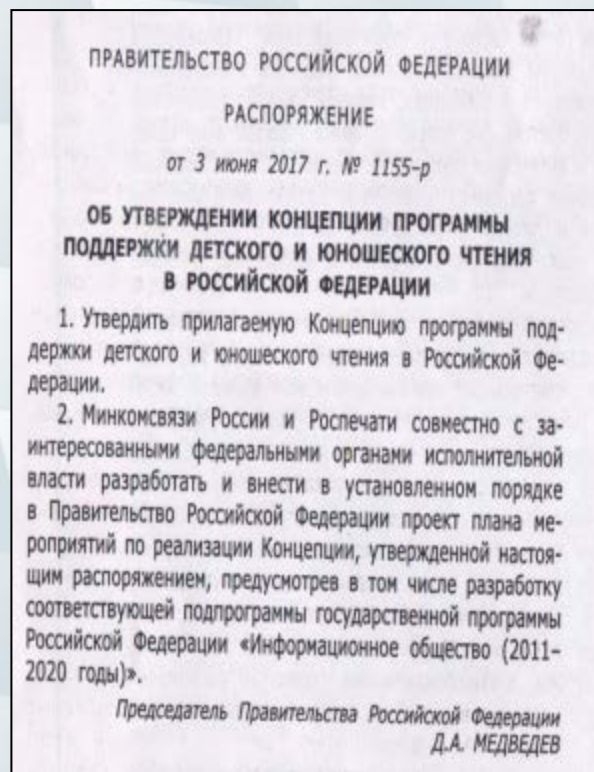 ПРАВИТЕЛЬСТВО РОССИЙСКОЙ ФЕДЕРАЦИИ
РАСПОРЯЖЕНИЕ
от 3 июня 2017 г. № 1155-р
ОБ УТВЕРЖДЕНИИ КОНЦЕПЦИИ ПРОГРАММЫ
ПОДДЕРЖКИ ДЕТСКОГО И ЮНОШЕСКОГО ЧТЕНИЯ
В РОССИЙСКОЙ ФЕДЕРАЦИИ
1. Утвердить прилагаемую Концепцию программы под-
держки детского и юношеского чтения в Российской Фе-
дерации.
2. Минкомсвязи России и Роспечати совместно с за-
интересованными федеральными органами исполнительной
власти разработать и внести в установленном порядке
в Правительство Российской Федерации проект плана ме-
роприятий по реализации Концепции, утвержденной настоя-
щим распоряжением, предусмотрев в том числе разработку
соответствующей подпрограммы государственной программы
Российской Федерации «Информационное общество (2011–
2020 годы)».
Председатель Правительства Российской Федерации
Д.А. МЕДВЕДЕВ